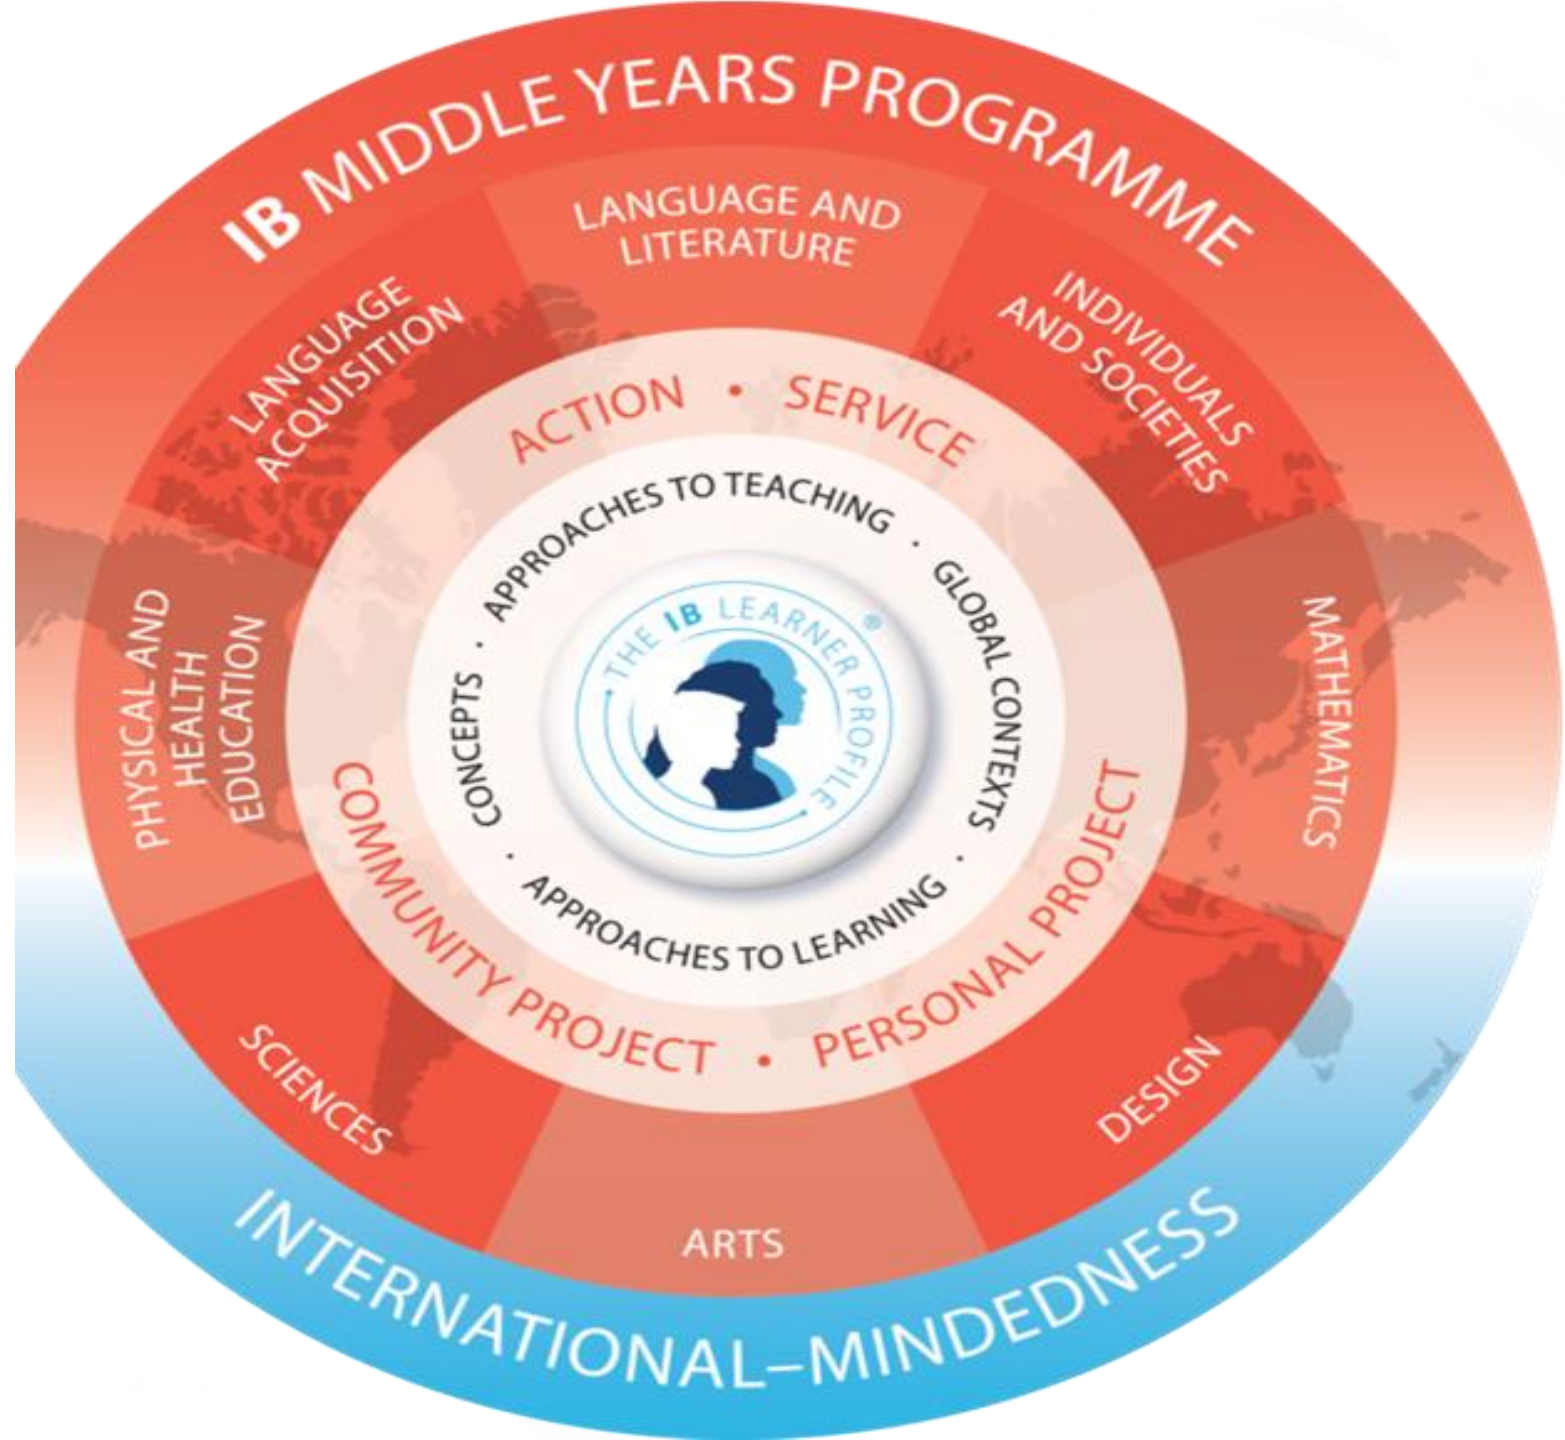 IB MIDDLE YEARS PROGRAMME
LANGUAGE AND
LITERATURE
INDIVIDUALS
AND SOCIETIES
MATHEMATICS
DESIGN
ARTS
SCIENCES
PHYSICAL AND
HEALTH
EDUCATION
LANGUAGE
ACQUISITION
ACTION • SERVICE
PERSONAL PROJECT
•
COMMUNITY PROJECT
APPROACHES TO TEACHING
·
GLOBAL CONTEXTS
·
APPROACHES TO LEARNING
·
CONCEPTS
·
THE IB LEARNER PROFILE
®
INTERNATIONAL–MINDEDNESS